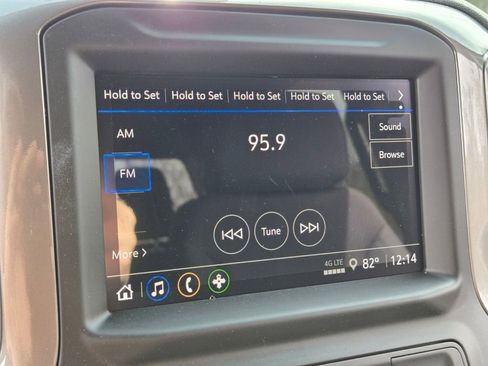 Hold to Set Hold to Set Hold to Set Hold to Set Hold to Set >
AM
95.9
Sound
FM
Browse
Tune
More >
4G LTE
82° 12:14